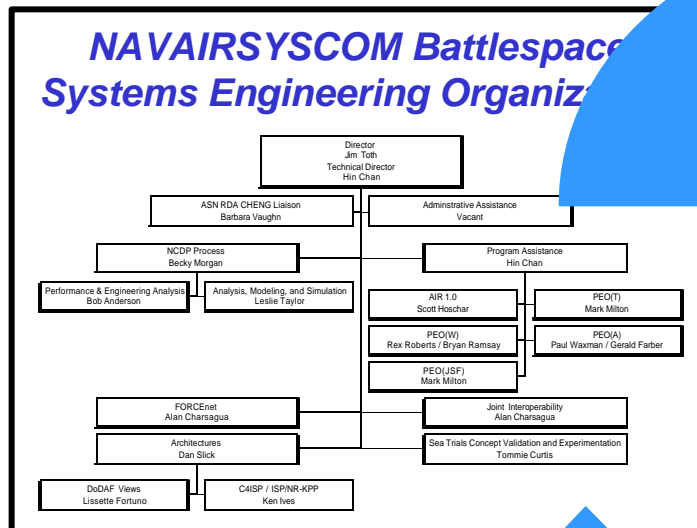 NAVAIRSYSCOM Battlespace
Systems Engineering
Director
Jim Toth
Technical Director
Hin Chan
ASN RDA CHENG Liaison
Barbara Vaughn
Adminstrative Assistance
Vacant
NCDP Process
Becky Morgan
Program Assistance
Hin Chan
Performance & Engineering Analysis
Bob Anderson
Analysis, Modeling, and Simulation
Leslie Taylor
AIR 1.0
Scott Hoschar
PEO(T)
Mark Milton
PEO(W)
Rex Roberts / Bryan Ramsay
PEO(A)
Paul Waxman / Gerald Farber
PEO(JSF)
Mark Milton
FORCEnet
Alan Charsagua
Joint Interoperability
Alan Charsagua
Architectures
Dan Slick
Sea Trials Concept Validation and Experimentation
Tommie Curtis
DoDAF Views
Lissette Fortuno
C4ISP / ISP/NR-KPP
Ken Ives